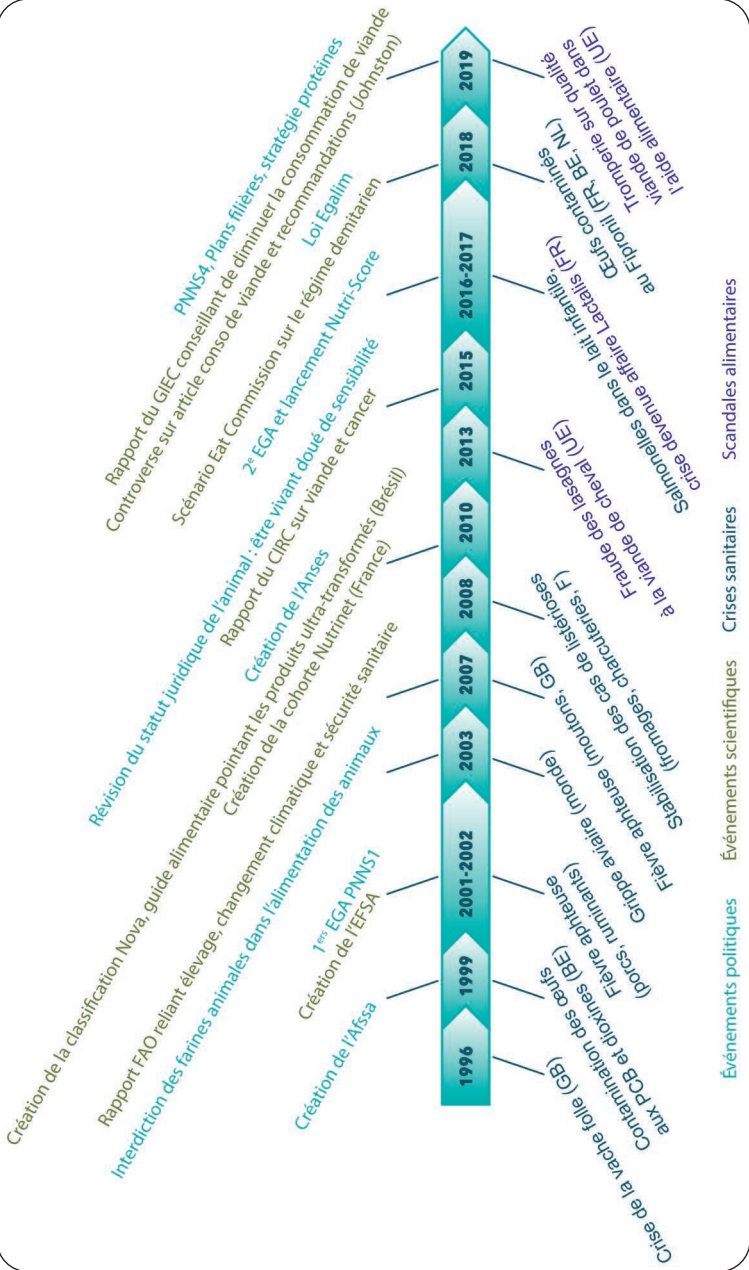 Création de l'Afssa
1ers EGA PNNS1
Création de l'EFSA
Interdiction des farines animales dans l'alimentation des animaux
Rapport FAO reliant élevage, changement climatique et sécurité sanitaire
Création de la classification Nova, guide alimentaire pointant les produits ultra-transformés (Brésil)
Création de la cohorte Nutrinet (France)
Création de l'Anses
Révision du statut juridique de l'animal : être vivant doué de sensibilité
Rapport du CIRC sur viande et cancer
2e EGA et lancement Nutri-Score
Loi Egalim
Scénario Eat Commission sur le régime demitarien
PNNS4, Plans filières, stratégie protéines
Rapport du GIEC conseillant de diminuer la consommation de viande
Controverse sur article conso de viande et recommandations (Johnston)
1996
1999
2001-2002
2003
2007
2008
2010
2013
2015
2016-2017
2018
2019
Crise de la vache folle (GB)
Contamination des œufs
aux PCB et dioxines (BE)
Fièvre aphteuse
(porcs, ruminants)
Grippe aviaire (monde)
Fièvre aphteuse (moutons, GB)
Stabilisation des cas de listérioses
(fromages, charcuteries, F)
Fraude des lasagnes
à la viande de cheval (UE)
Salmonelles dans le lait infantile,
crise devenue affaire Lactalis (FR)
Œufs contaminés
au Fipronil (FR, BE, NL)
Tromperie sur qualité
viande de poulet dans
l'aide alimentaire (UE)
Événements politiques
Événements scientifiques
Crises sanitaires
Scandales alimentaires